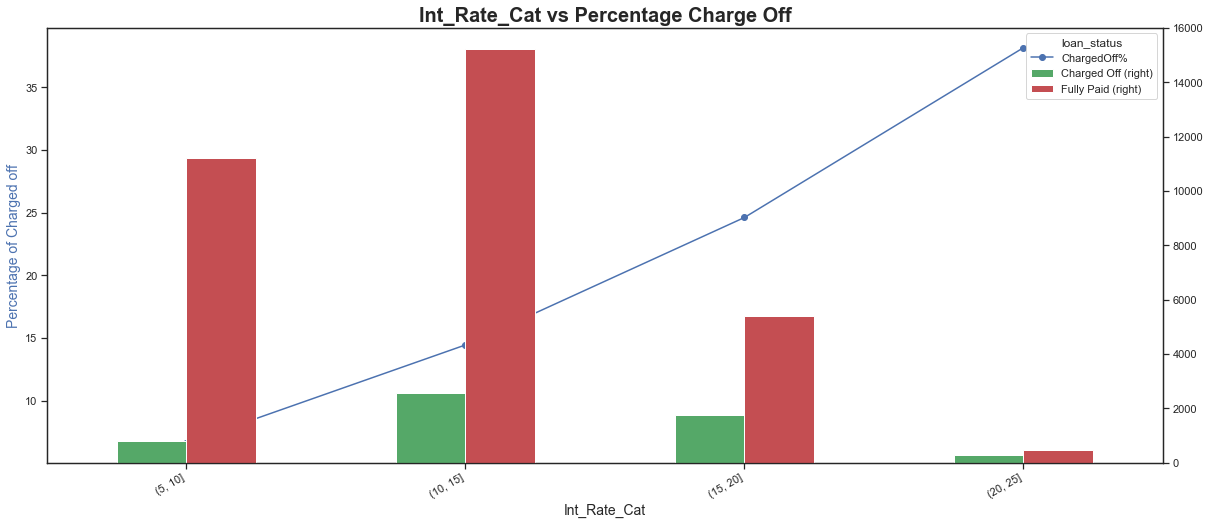 Int_Rate_Cat vs Percentage Charge Off
loan_status
ChargedOff%
Charged Off (right)
Fully Paid (right)
Percentage of Charged off
35
30
25
20
15
10
16000
14000
12000
10000
8000
6000
4000
2000
0
(5, 10]
(10, 15]
(15, 20]
(20, 25]
Int_Rate_Cat